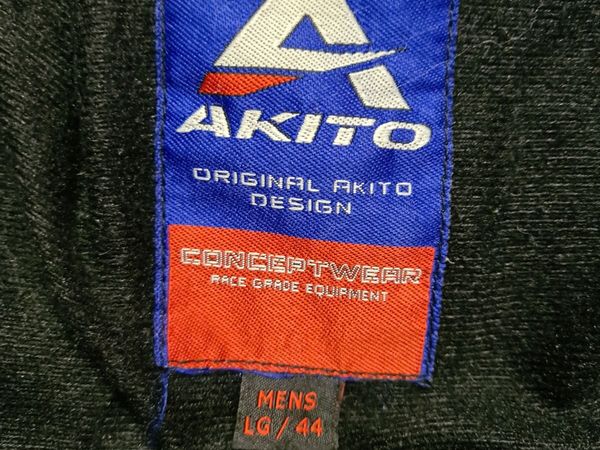 AKITO
ORIGINAL AKITO
DESIGN
CONCEPTWEAR
RACE GRADE EQUIPMENT
MENS
LG / 44